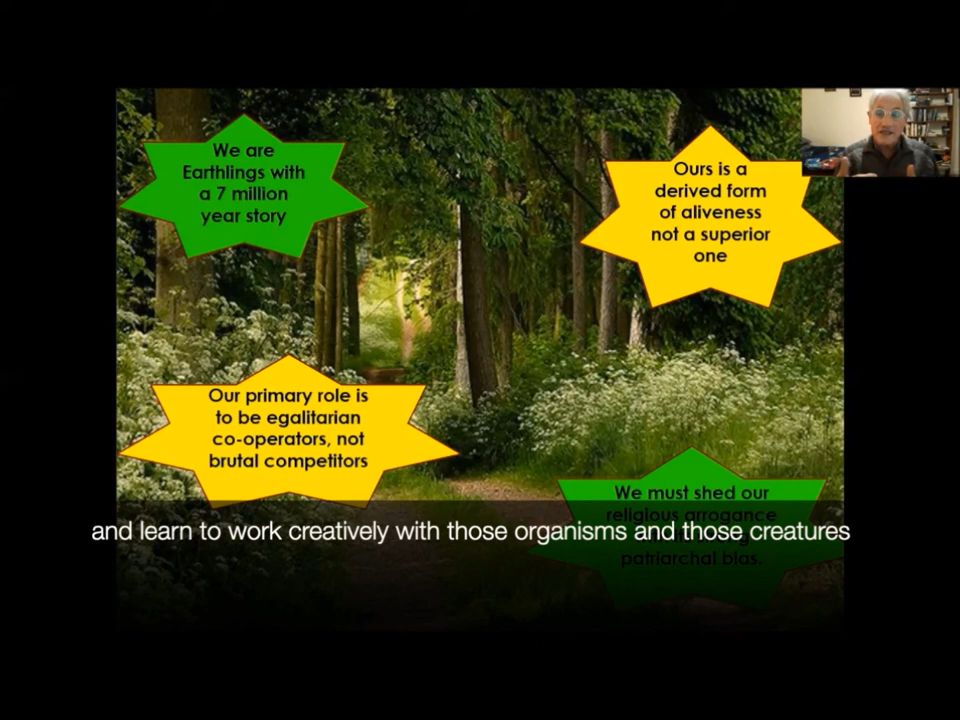 We are
Earthlings with
a 7 million
year story
Ours is a
derived form
of aliveness
not a superior
one
Our primary role is
to be egalitarian
co-operators, not
brutal competitors
We must shed our
religious arrogance
patriarchal bias.
and learn to work creatively with those organisms and those creatures